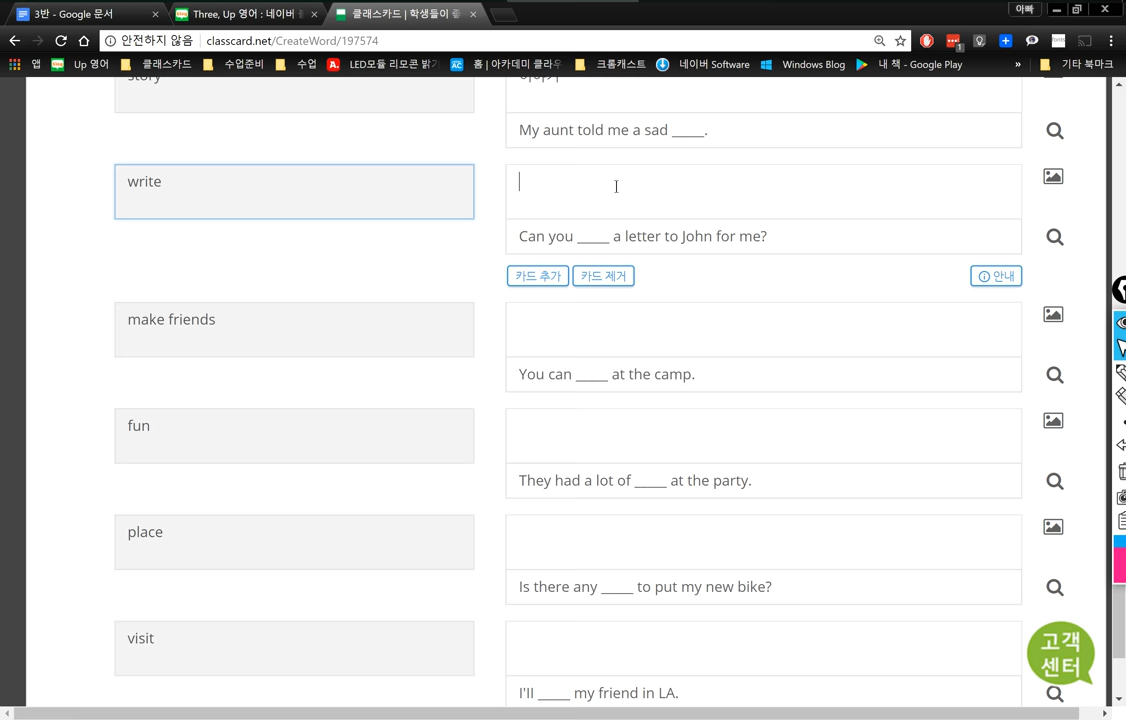 3반 - Google 문서
Three, Up 영어 : 네이버
클래스카드 | 학생들이 좋
아빠
안전하지 않음
classcard.net/CreateWord/197574
앱
Up 영어
클래스카드
수업준비
수업
LED모듈 리모콘 밝기
홈 | 아카데미 클라우
크롬캐스트
네이버 Software
Windows Blog
내 책 - Google Play
»
기타 북마크
story
이야기
My aunt told me a sad _____.
write
Can you _____ a letter to John for me?
카드 추가
카드 제거
안내
make friends
You can _____ at the camp.
fun
They had a lot of _____ at the party.
place
Is there any _____ to put my new bike?
visit
I'll _____ my friend in LA.
고객
센터